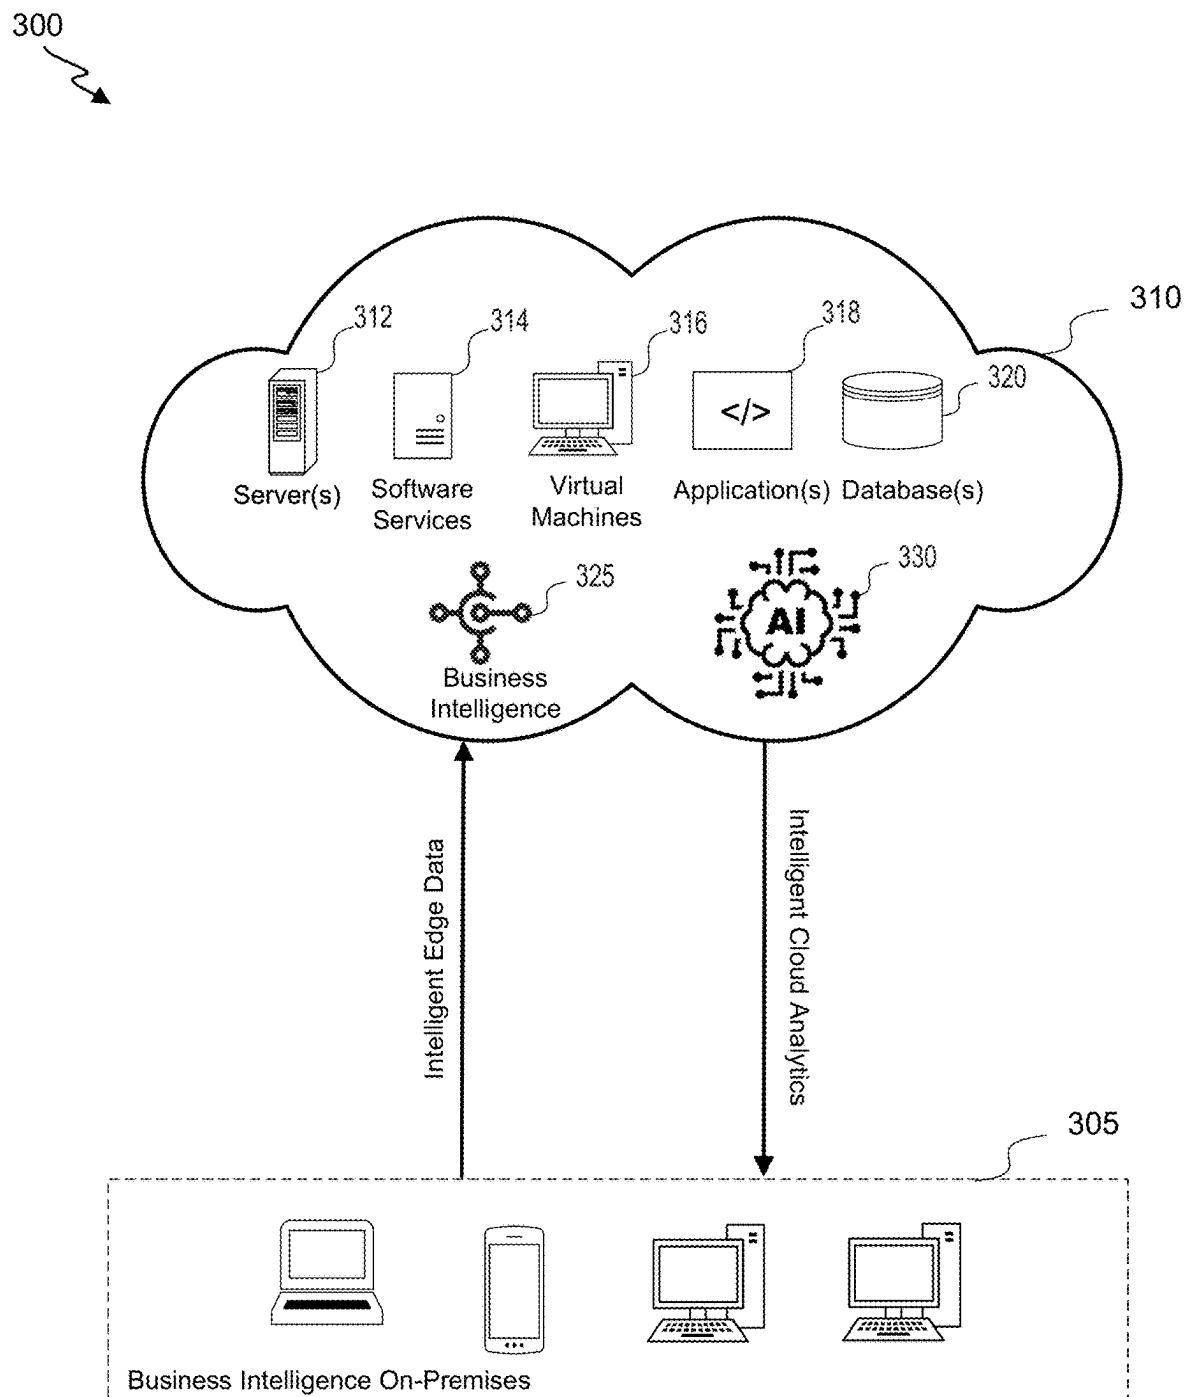 300
310
312
314
316
318
320
</>
Server(s)
Software
Services
Virtual
Machines
Application(s)
Database(s)
325
330
AI
Business
Intelligence
Intelligent Edge Data
Intelligent Cloud Analytics
305
Business Intelligence On-Premises